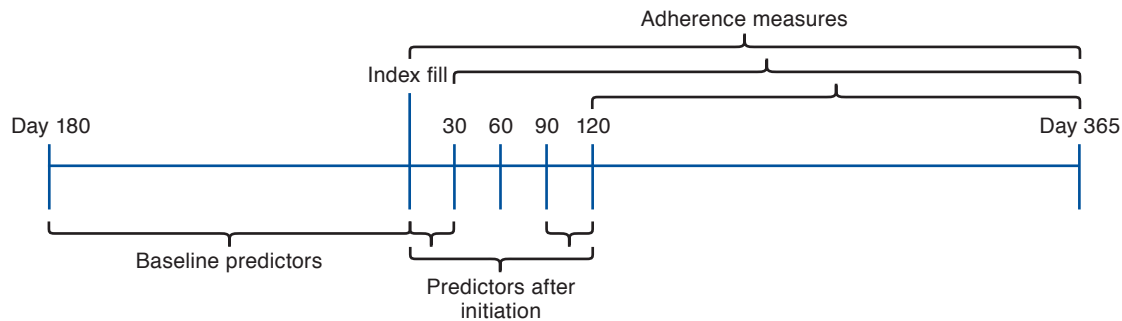 Adherence measures
Index fill
Day 180 30 60 90 120 Day 365
Baseline predictors
Predictors after
initiation